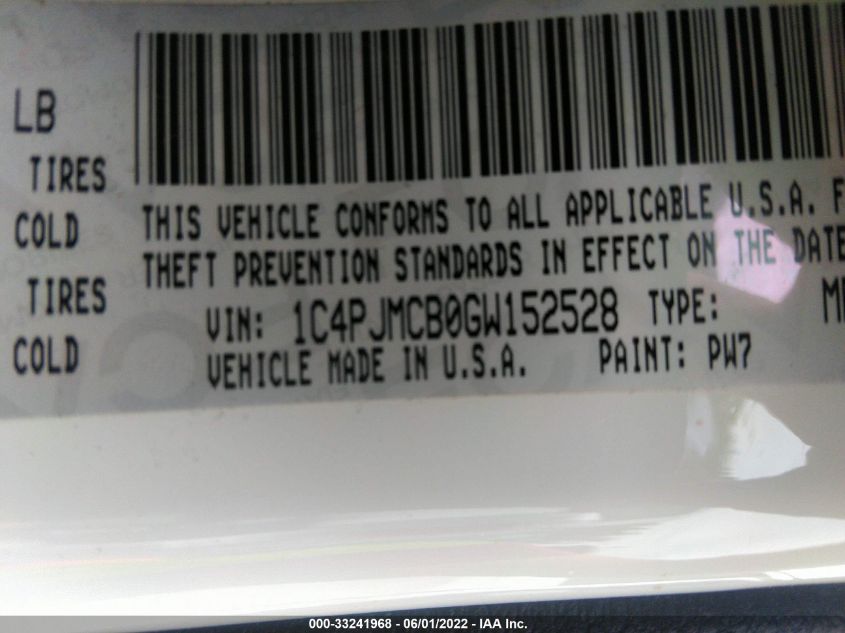 LB
TIRES
COLD
TIRES
COLD
THIS VEHICLE CONFORMS TO ALL APPLICABLE U.S.A. F
THEFT PREVENTION STANDARDS IN EFFECT ON THE DATE
VIN: 1C4PJMCB0GW152528 TYPE: M
VEHICLE MADE IN U.S.A. PAINT: PW7
000-33241968 - 06/01/2022 - IAA Inc.